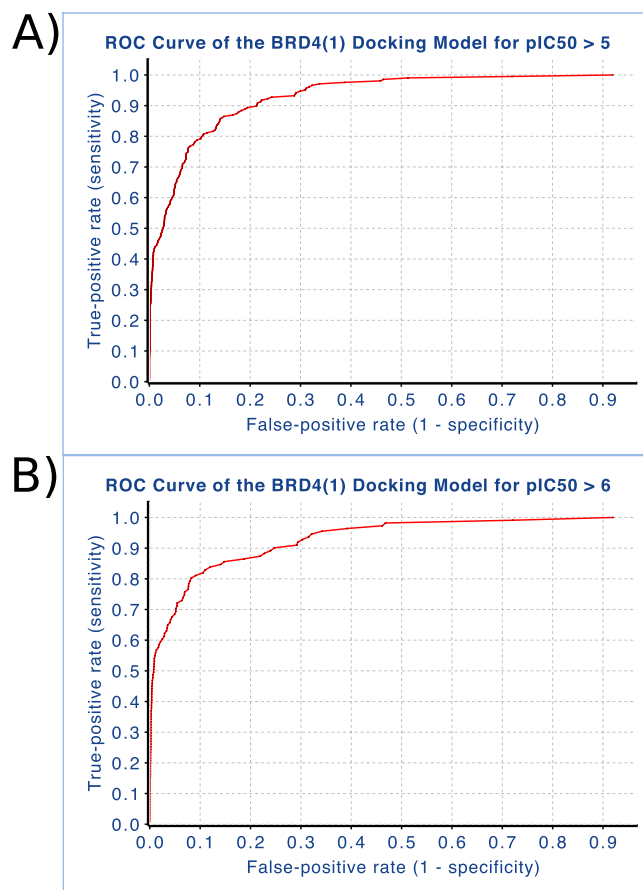 A)
ROC Curve of the BRD4(1) Docking Model for pIC50 > 5
True-positive rate (sensitivity)
1.0
0.9
0.8
0.7
0.6
0.5
0.4
0.3
0.2
0.1
0.0
0.0 0.1 0.2 0.3 0.4 0.5 0.6 0.7 0.8 0.9
False-positive rate (1 - specificity)
B)
ROC Curve of the BRD4(1) Docking Model for pIC50 > 6
True-positive rate (sensitivity)
1.0
0.9
0.8
0.7
0.6
0.5
0.4
0.3
0.2
0.1
0.0
0.0 0.1 0.2 0.3 0.4 0.5 0.6 0.7 0.8 0.9
False-positive rate (1 - specificity)